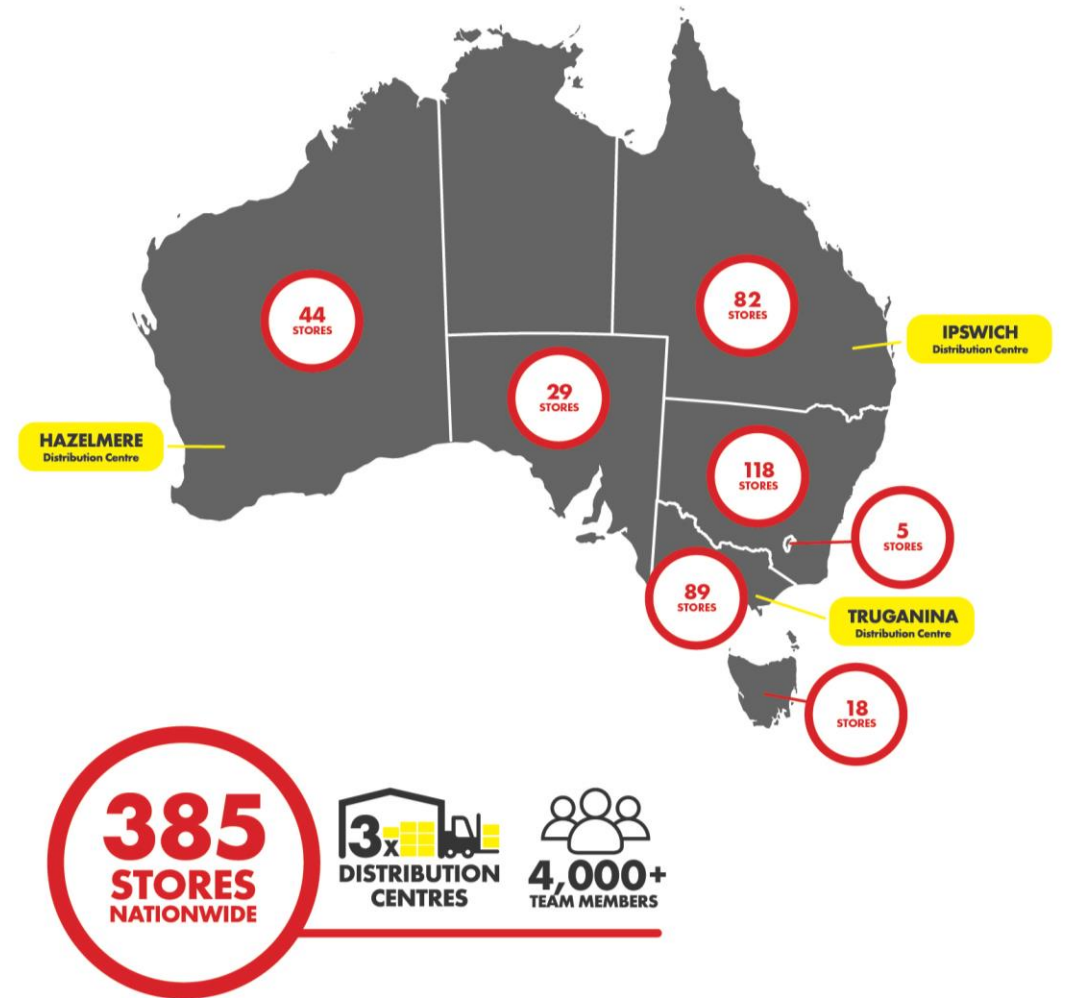 44
STORES
82
STORES
IPSWICH
Distribution Centre
29
STORES
HAZELMERE
Distribution Centre
118
STORES
5
STORES
89
STORES
TRUGANINA
Distribution Centre
18
STORES
385
STORES
NATIONWIDE
3x
DISTRIBUTION
CENTRES
4,000+
TEAM MEMBERS